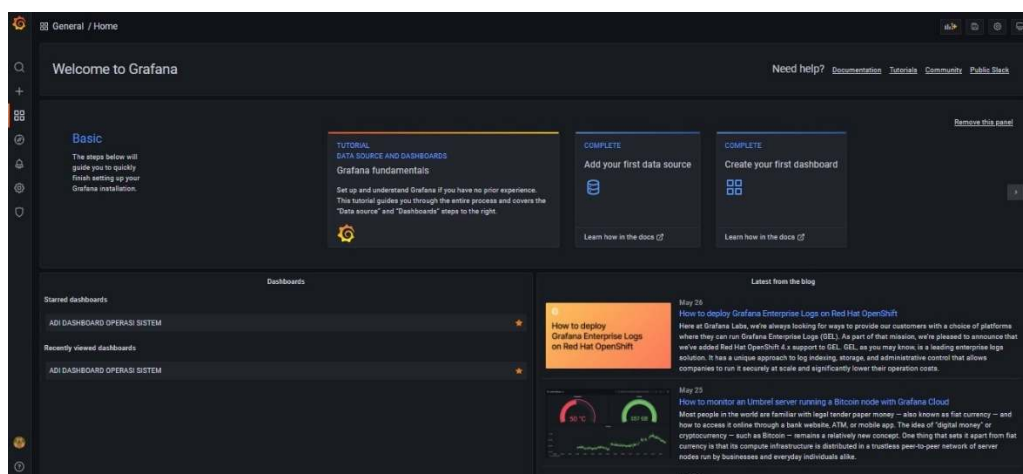 General / Home
Welcome to Grafana
Need help? Documentation Tutorials Community Public Slack
Remove this panel
Basic
The steps below will
guide you to quickly
finish setting up your
Grafana installation.
TUTORIAL
DATA SOURCE AND DASHBOARDS
Grafana fundamentals
Set up and understand Grafana if you have no prior experience.
This tutorial guides you through the entire process and covers the
"Data source" and "Dashboards" steps to the right.
COMPLETE
Add your first data source
Learn how in the docs
COMPLETE
Create your first dashboard
Learn how in the docs
Dashboards
Starred dashboards
ADI DASHBOARD OPERASI SISTEM
Recently viewed dashboards
ADI DASHBOARD OPERASI SISTEM
Latest from the blog
How to deploy
Grafana Enterprise Logs
on Red Hat OpenShift
May 26
How to deploy Grafana Enterprise Logs on Red Hat OpenShift
Here at Grafana Labs, we're always looking for ways to provide our customers with a choice of platforms
where they can run Grafana Enterprise Logs (GEL). As part of that mission, we're pleased to announce that
we've added Red Hat OpenShift 4.x support to GEL. GEL, as you may know, is a leading enterprise logs
solution. It has a unique approach to log indexing, storage, and administrative control that allows
companies to run it securely at scale and significantly lower their operation costs.
50 °C
May 25
How to monitor an Umbrel server running a Bitcoin node with Grafana Cloud
Most people in the world are familiar with legal tender paper money — also known as fiat currency — and
how to access it online through a bank website, ATM, or mobile app. The idea of "digital money" or
cryptocurrency — such as Bitcoin — remains a relatively new concept. One thing that sets it apart from fiat
currency is that its compute infrastructure is distributed in a trustless peer-to-peer network of server
nodes run by businesses and everyday individuals alike.